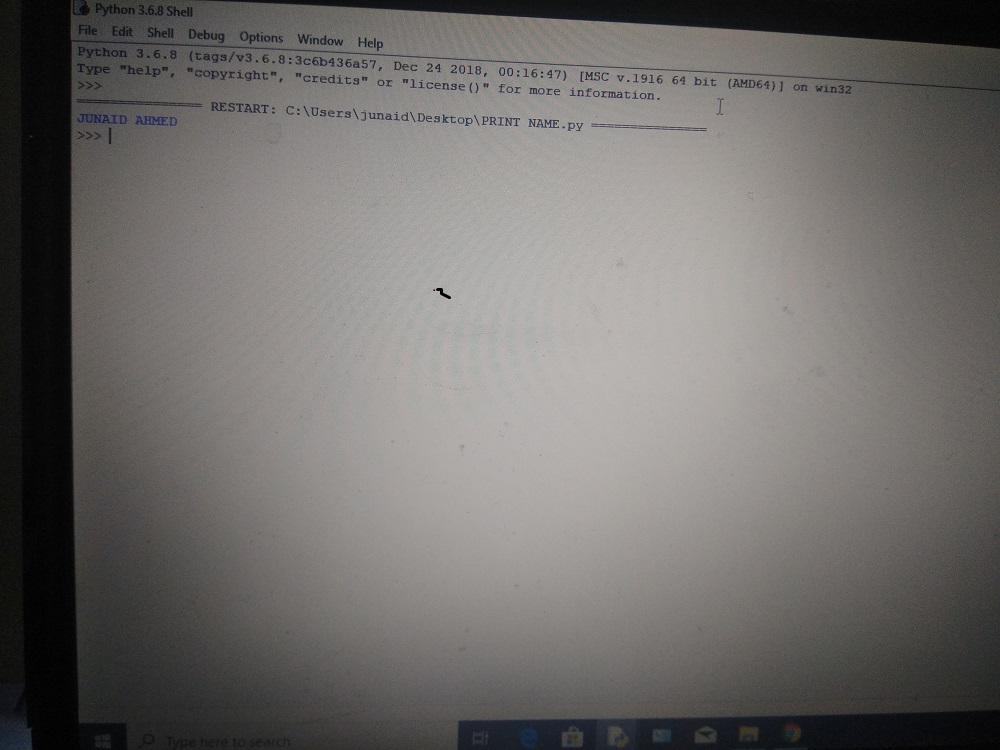 Python 3.6.8 Shell
File Edit Shell Debug Options Window Help
Python 3.6.8 (tags/v3.6.8:3c6b436a57, Dec 24 2018, 00:16:47) [MSC v.1916 64 bit (AMD64)] on win32
Type "help", "copyright", "credits" or "license()" for more information.
>>>
=============== RESTART: C:\Users\junaid\Desktop\PRINT NAME.py ===============
JUNAID AHMED
>>>
Type here to search